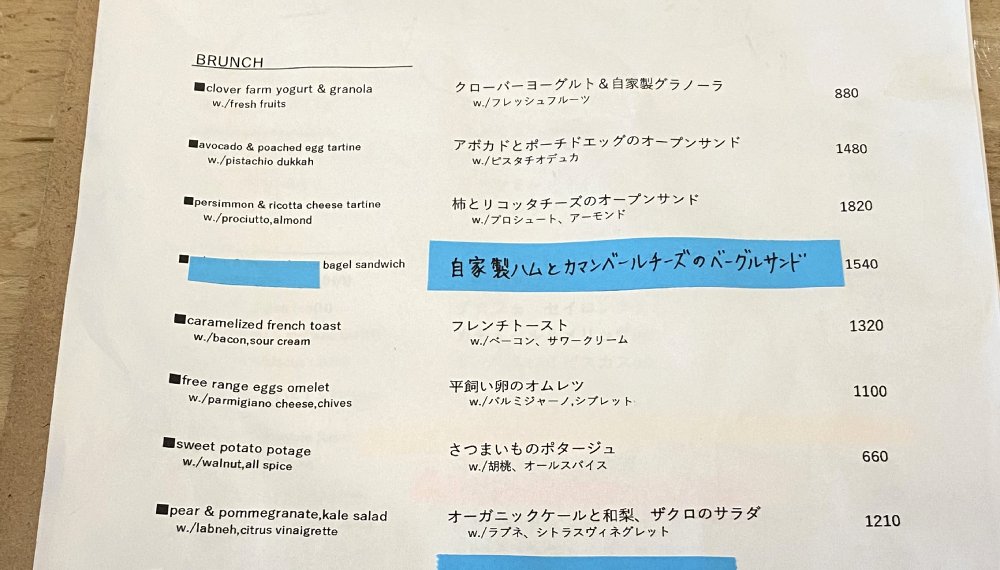 BRUNCH
■clover farm yogurt & granola クローバーヨーグルト＆自家製グラノーラ 880
w./fresh fruits w./フレッシュフルーツ
■avocado & poached egg tartine アボカドとポーチドエッグのオープンサンド 1480
w./pistachio dukkah w./ピスタチオデュカ
■persimmon & ricotta cheese tartine 柿とリコッタチーズのオープンサンド 1820
w./prociutto,almond w./プロシュート、アーモンド
■ bagel sandwich 自家製ハムとカマンベールチーズのベーグルサンド 1540
■caramelized french toast フレンチトースト 1320
w./bacon,sour cream w./ベーコン、サワークリーム
■free range eggs omelet 平飼い卵のオムレツ 1100
w./parmigiano cheese,chives w./パルミジャーノ,シブレット
■sweet potato potage さつまいものポタージュ 660
w./walnut,all spice w./胡桃、オールスパイス
■pear & pommegranate,kale salad オーガニックケールと和梨、ザクロのサラダ 1210
w./labneh,citrus vinaigrette w./ラブネ、シトラスヴィネグレット